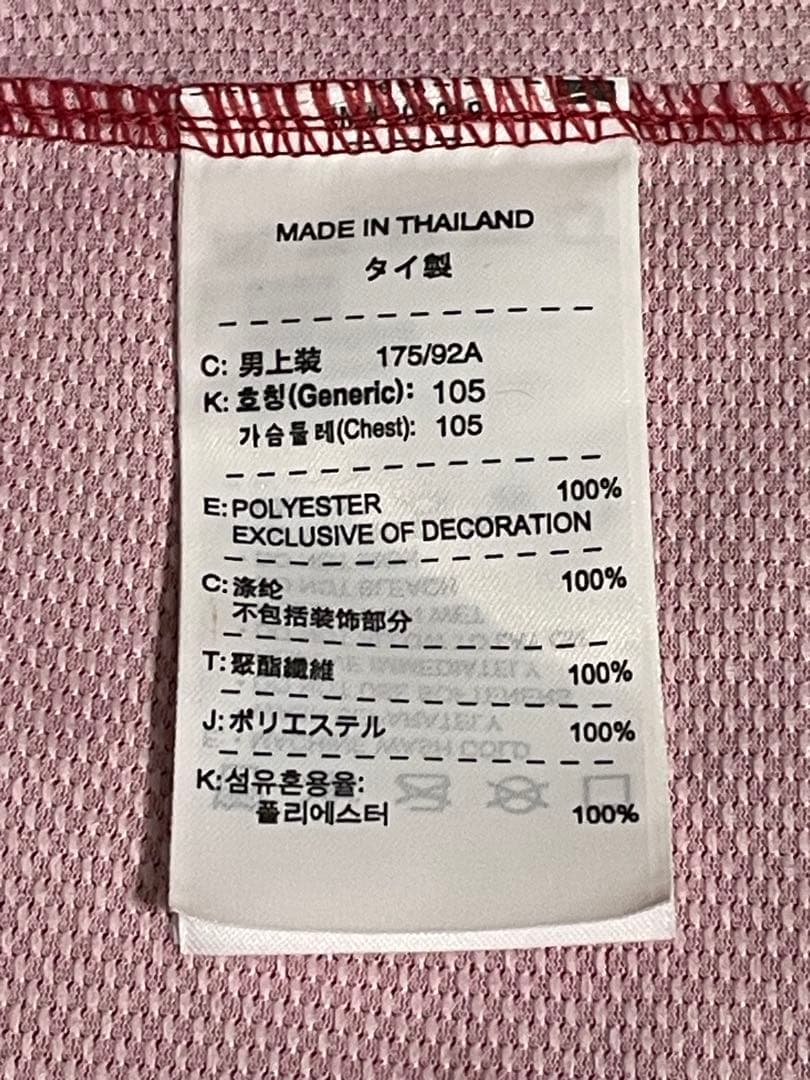 MADE IN THAILAND
タイ製
C: 男上装 175/92A
K: 호칭(Generic): 105
가슴둘레(Chest): 105
E: POLYESTER 100%
EXCLUSIVE OF DECORATION
C: 涤纶 100%
不包括装饰部分
T: 聚酯纖維 100%
J: ポリエステル 100%
K: 섬유혼용율:
폴리에스터 100%